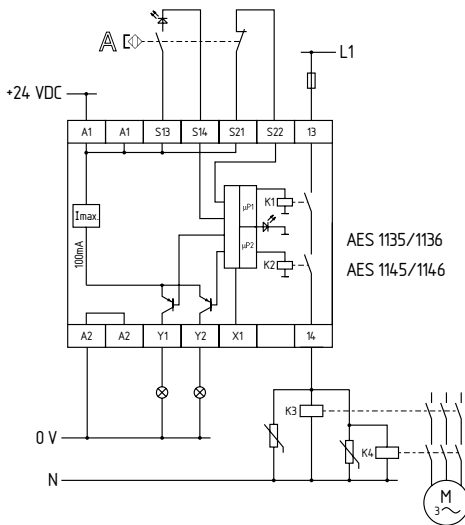 A
L1
+24 VDC
A1 A1 S13 S14 S21 S22 13
Imax.
100mA
µP1
µP2
K1
K2
AES 1135/1136
AES 1145/1146
A2 A2 Y1 Y2 X1 14
K3
K4
0 V
N
M
3~